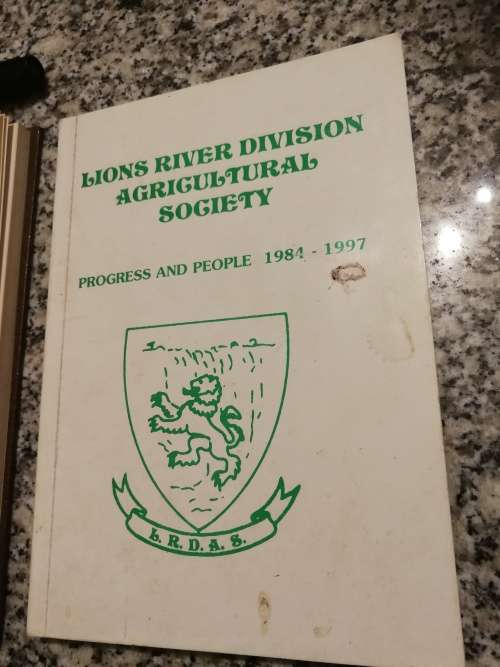 LIONS RIVER DIVISION
AGRICULTURAL
SOCIETY
PROGRESS AND PEOPLE 1984 - 1997
L. R. D. A. S.